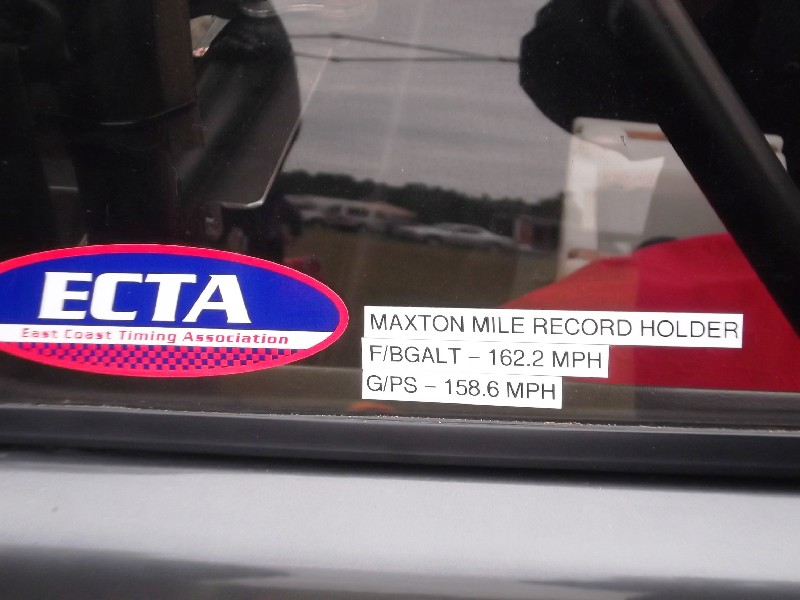 ECTA
East Coast Timing Association
MAXTON MILE RECORD HOLDER
F/BGALT – 162.2 MPH
G/PS – 158.6 MPH